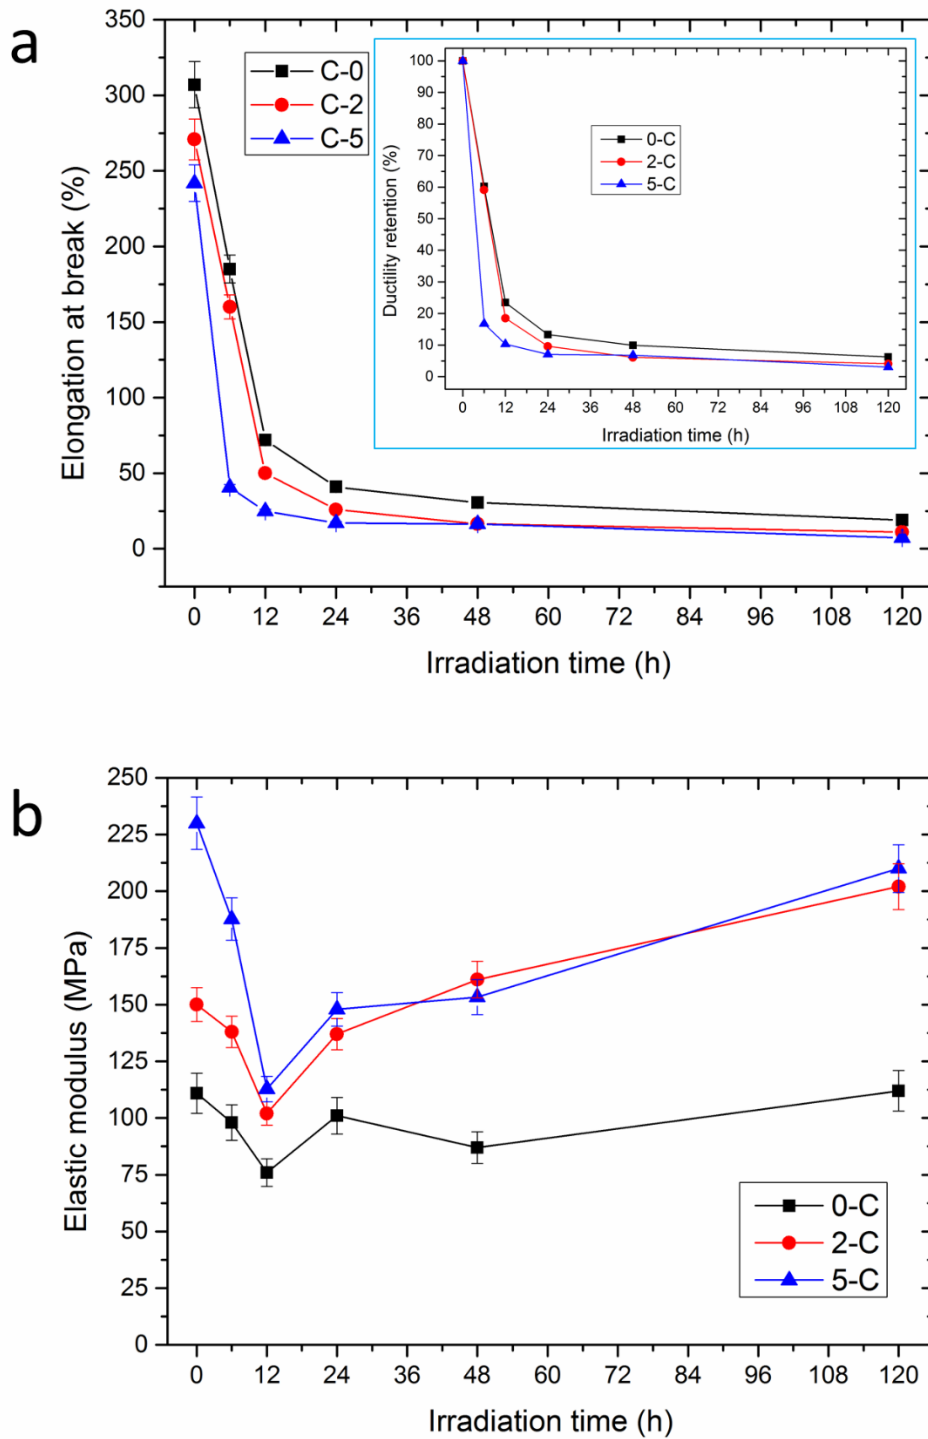 a
Elongation at break (%)
350
300
250
200
150
100
50
0
C-0
C-2
C-5
Ductility retention (%)
100
90
80
70
60
50
40
30
20
10
0
0-C
2-C
5-C
0 12 24 36 48 60 72 84 96 108 120
Irradiation time (h)
0 12 24 36 48 60 72 84 96 108 120
Irradiation time (h)
b
Elastic modulus (MPa)
250
225
200
175
150
125
100
75
50
25
0
0-C
2-C
5-C
0 12 24 36 48 60 72 84 96 108 120
Irradiation time (h)